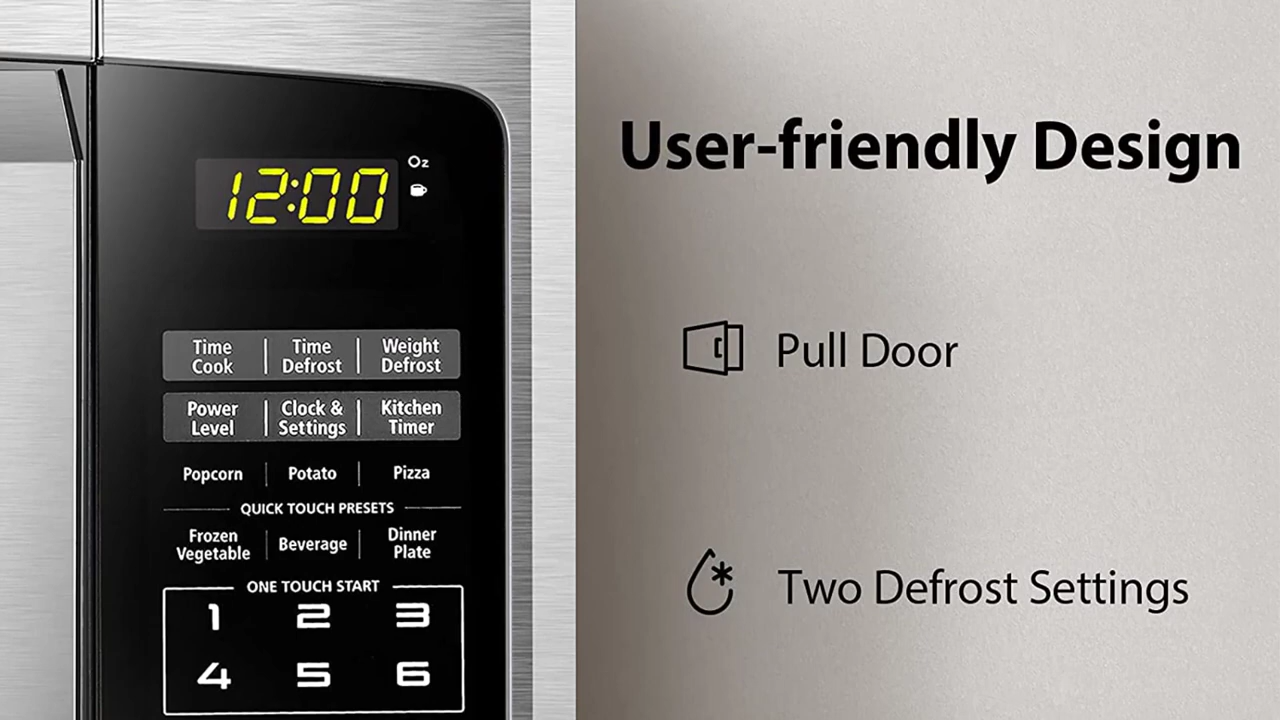 Oz
12:00
Time Cook | Time Defrost | Weight Defrost
Power Level | Clock & Settings | Kitchen Timer
Popcorn | Potato | Pizza
QUICK TOUCH PRESETS
Frozen Vegetable | Beverage | Dinner Plate
ONE TOUCH START
1 2 3
4 5 6
User-friendly Design
Pull Door
Two Defrost Settings